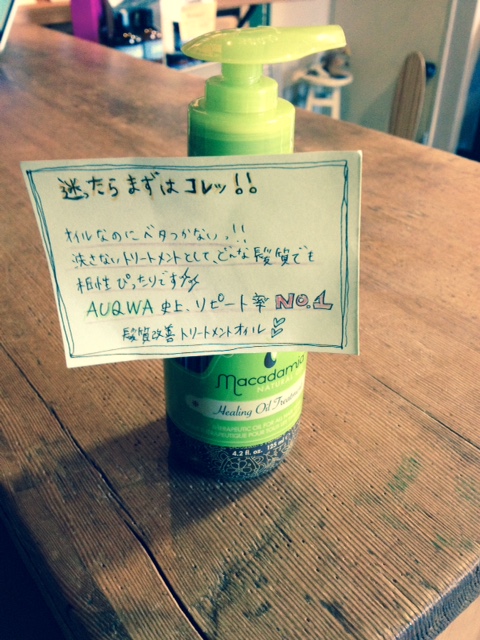 迷ったらまずはコレッ!!
オイルなのにベタつかないっ!!
洗さないトリートメントとして、どんな髪質でも
相性ぴったりです
AUQWA 史上、リピート率 NO.1
髪質改善トリートメントオイル
Macadamia
NATURAL
Healing Oil Treatment
4.2 fl. oz. 125 ml